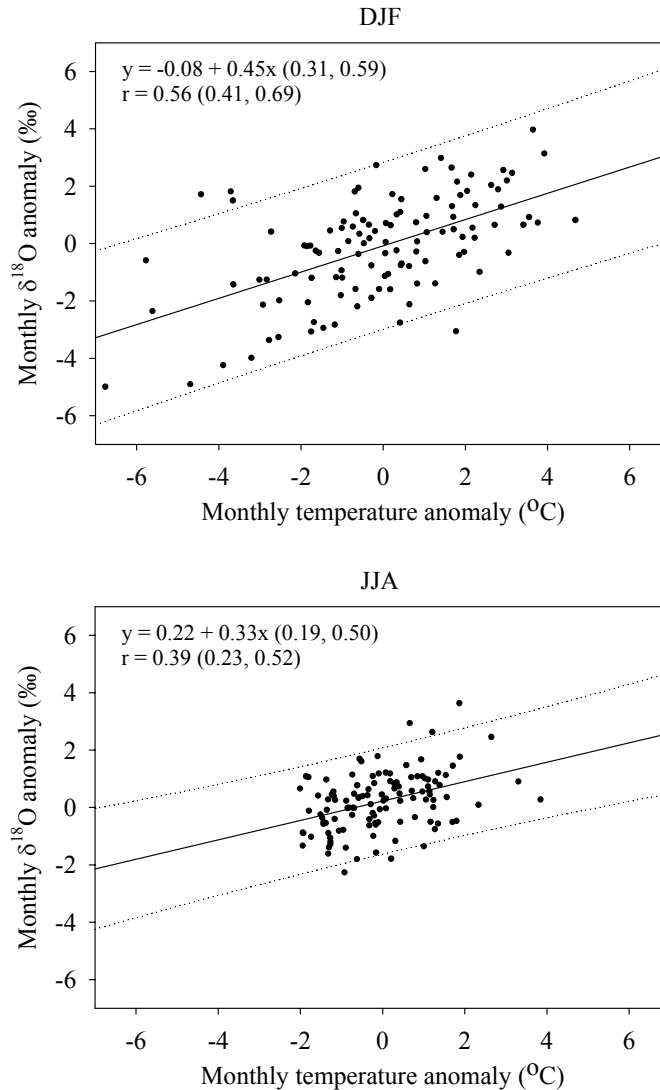 DJF
y = -0.08 + 0.45x (0.31, 0.59)
r = 0.56 (0.41, 0.69)
6
4
2
0
-2
-4
-6
Monthly δ¹⁸O anomaly (‰)
-6 -4 -2 0 2 4 6
Monthly temperature anomaly (ᴼC)
JJA
y = 0.22 + 0.33x (0.19, 0.50)
r = 0.39 (0.23, 0.52)
6
4
2
0
-2
-4
-6
Monthly δ¹⁸O anomaly (‰)
-6 -4 -2 0 2 4 6
Monthly temperature anomaly (ᴼC)